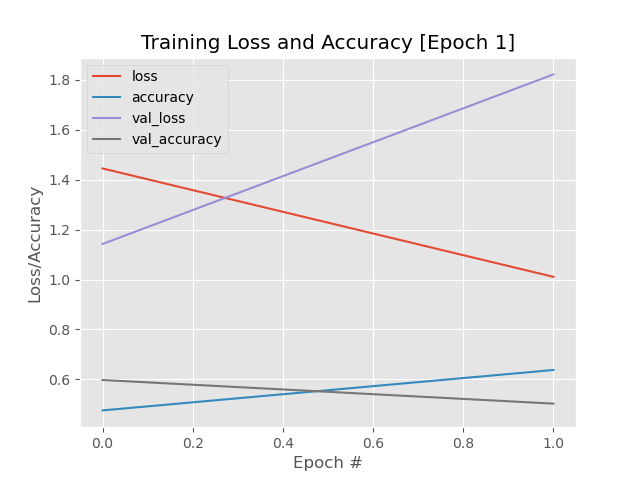 Training Loss and Accuracy [Epoch 1]
loss
accuracy
val_loss
val_accuracy
Loss/Accuracy
1.8
1.6
1.4
1.2
1.0
0.8
0.6
0.0 0.2 0.4 0.6 0.8 1.0
Epoch #